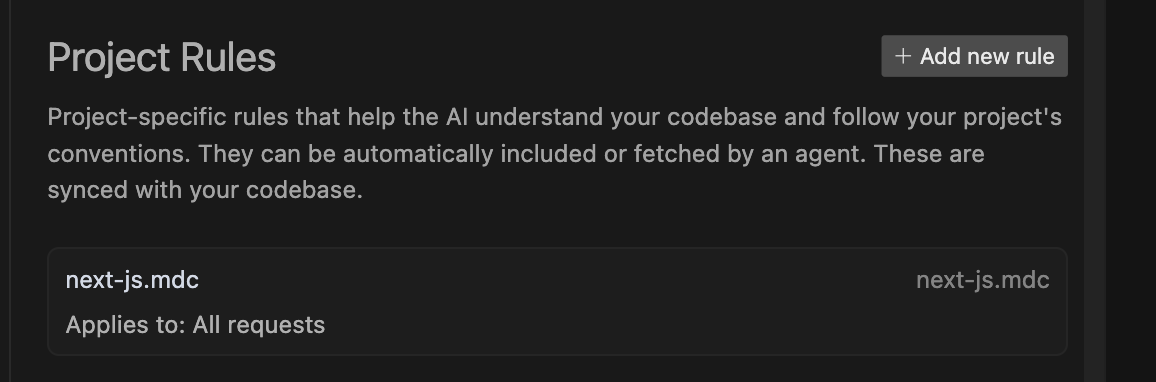 Project Rules
+ Add new rule
Project-specific rules that help the AI understand your codebase and follow your project's
conventions. They can be automatically included or fetched by an agent. These are
synced with your codebase.
next-js.mdc
next-js.mdc
Applies to: All requests